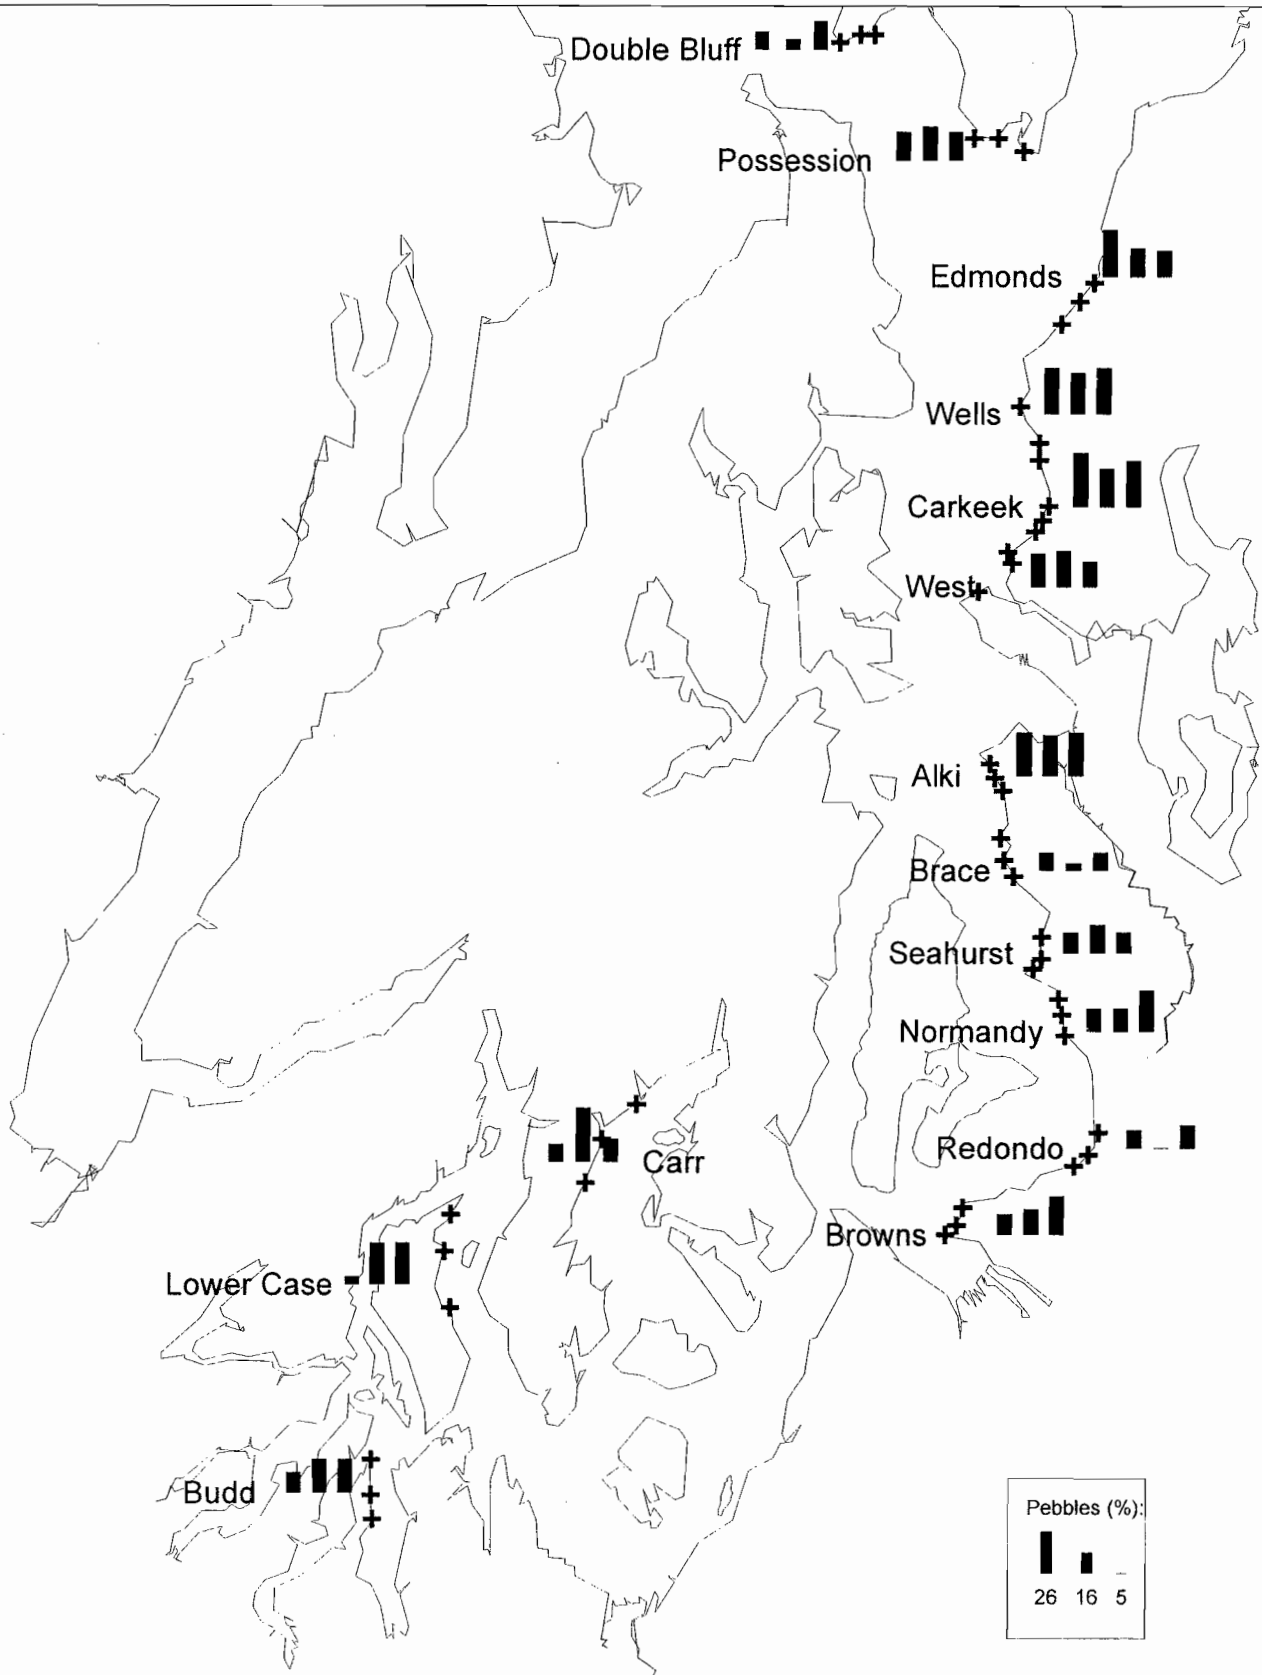 Double Bluff
Possession
Edmonds
Wells
Carkeek
West
Alki
Brace
Seahurst
Normandy
Redondo
Carr
Browns
Lower Case
Budd
Pebbles (%):
26 16 5